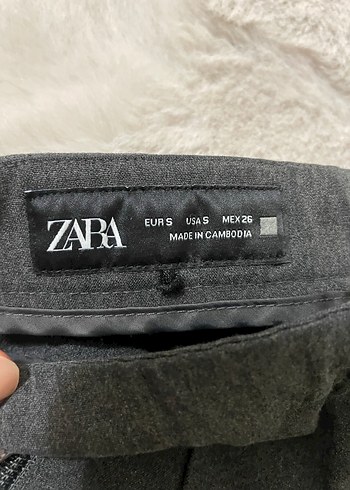 ZARA
EUR S USA S MEX 26
MADE IN CAMBODIA